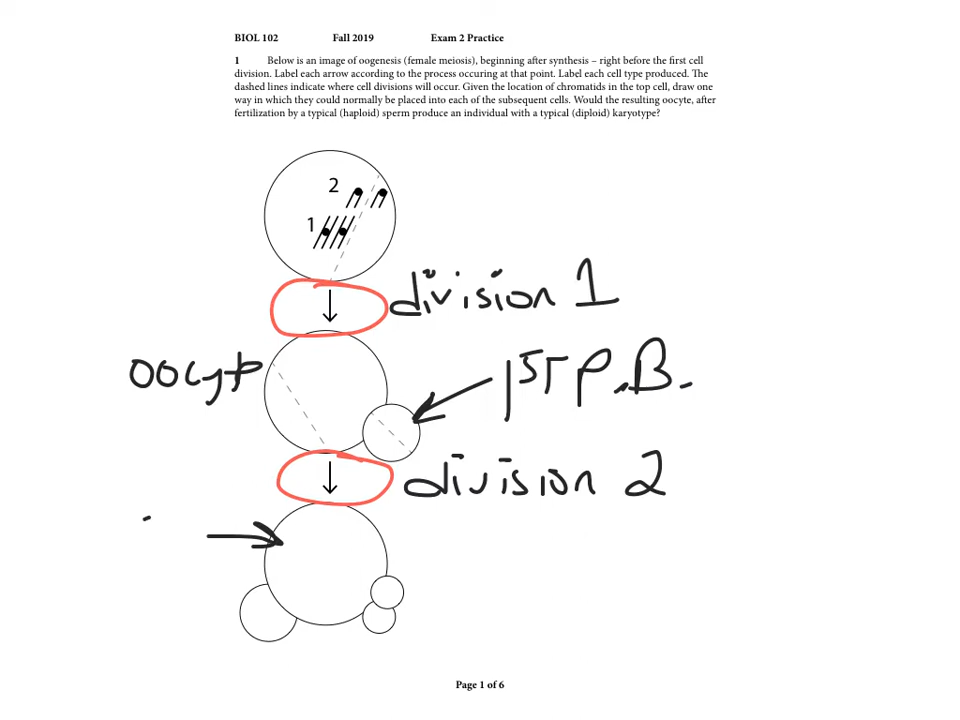 BIOL 102 Fall 2019 Exam 2 Practice
1 Below is an image of oogenesis (female meiosis), beginning after synthesis – right before the first cell
division. Label each arrow according to the process occuring at that point. Label each cell type produced. The
dashed lines indicate where cell divisions will occur. Given the location of chromatids in the top cell, draw one
way in which they could normally be placed into each of the subsequent cells. Would the resulting oocyte, after
fertilization by a typical (haploid) sperm produce an individual with a typical (diploid) karyotype?
2
1
division 1
oocyte
1ST P.B.
division 2
Page 1 of 6